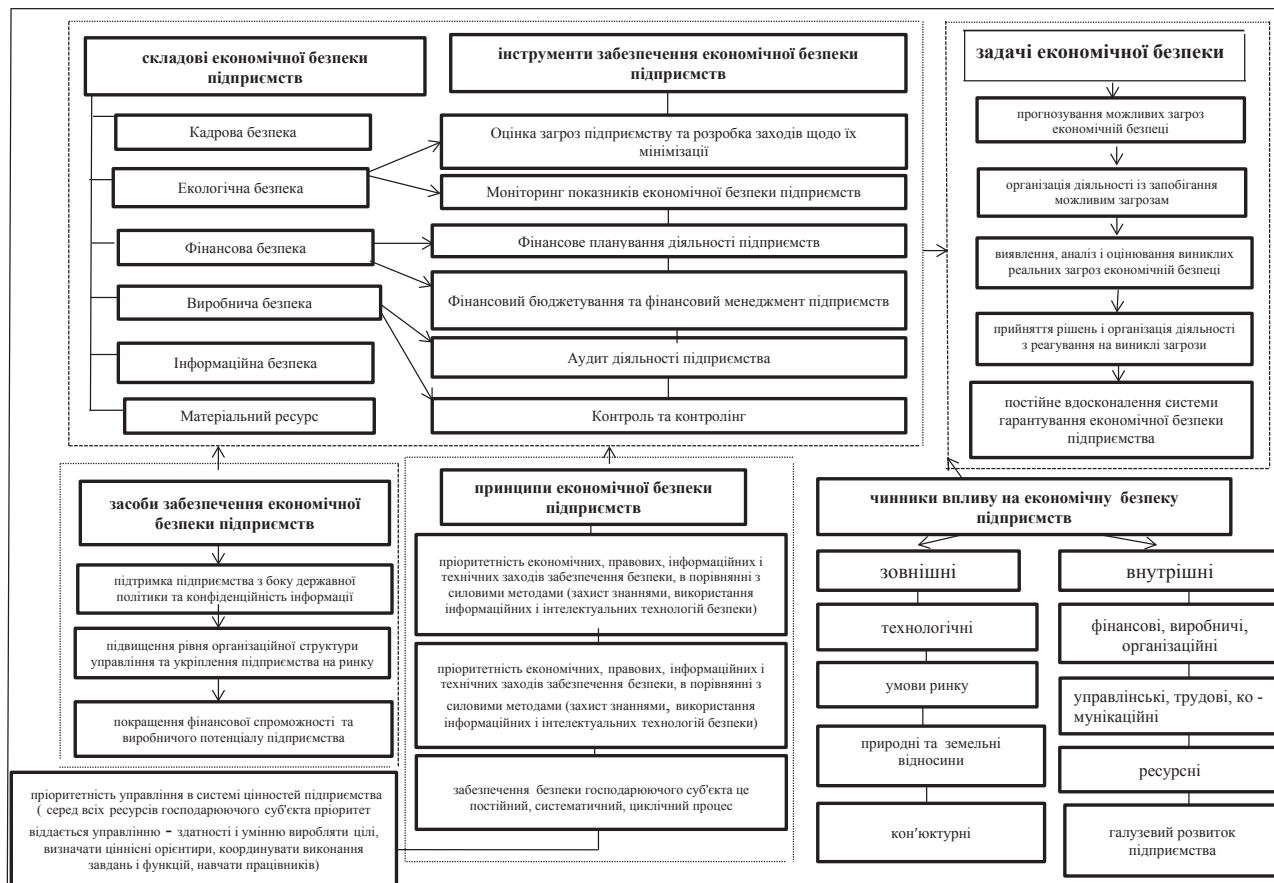 складові економічної безпеки
підприємств
Кадрова безпека
Екологічна безпека
Фінансова безпека
Виробнича безпека
Інформаційна безпека
Матеріальний ресурс
інструменти забезпечення економічної безпеки
підприємств
Оцінка загроз підприємству та розробка заходів щодо їх
мінімізації
Моніторинг показників економічної безпеки підприємств
Фінансове планування діяльності підприємств
Фінансовий бюджетування та фінансовий менеджмент підприємств
Аудит діяльності підприємства
Контроль та контролінг
задачі економічної безпеки
прогнозування можливих загроз
економічній безпеці
організація діяльності із запобігання
можливим загрозам
виявлення, аналіз і оцінювання виниклих
реальних загроз економічній безпеці
прийняття рішень і організація діяльності
з реагування на виниклі загрози
постійне вдосконалення системи
гарантування економічної безпеки
підприємства
засоби забезпечення економічної
безпеки підприємств
підтримка підприємства з боку державної
політики та конфіденційність інформації
підвищення рівня організаційної структури
управління та укріплення підприємства на ринку
покращення фінансової спроможності та
виробничого потенціалу підприємства
пріоритетність управління в системі цінностей підприємства
( серед всіх ресурсів господарюючого суб'єкта пріоритет
віддається управлінню - здатності і умінню виробляти цілі,
визначати ціннісні орієнтири, координувати виконання
завдань і функцій, навчати працівників)
принципи економічної безпеки
підприємств
пріоритетність економічних, правових, інформаційних і
технічних заходів забезпечення безпеки, в порівнянні з
силовими методами (захист знаннями, використання
інформаційних і інтелектуальних технологій безпеки)
пріоритетність економічних, правових, інформаційних і
технічних заходів забезпечення безпеки, в порівнянні з
силовими методами (захист знаннями, використання
інформаційних і інтелектуальних технологій безпеки)
забезпечення безпеки господарюючого суб'єкта це
постійний, систематичний, циклічний процес
чинники впливу на економічну безпеку
підприємств
зовнішні
технологічні
умови ринку
природні та земельні
відносини
кон'юктурні
внутрішні
фінансові, виробничі,
організаційні
управлінські, трудові, ко -
мунікаційні
ресурсні
галузевий розвиток
підприємства